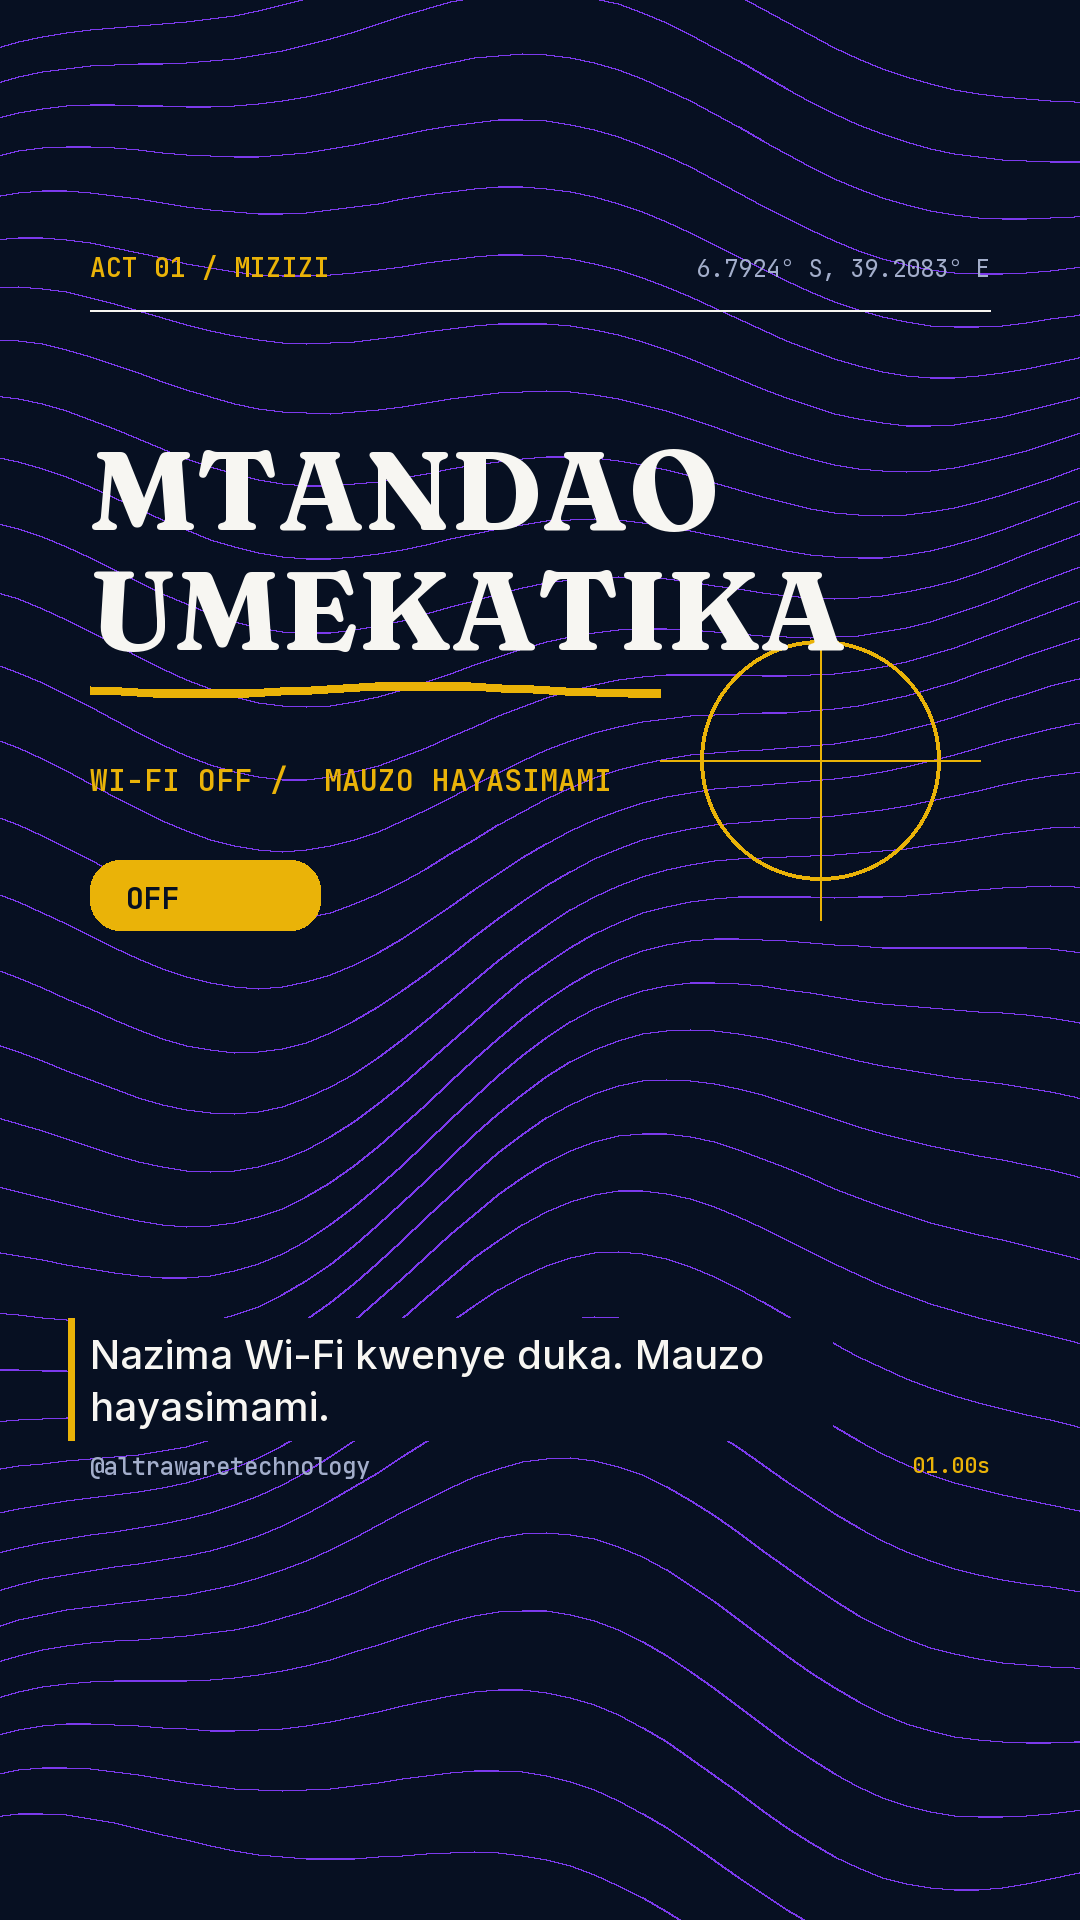 ACT 01 / MIZIZI
6.7924° S, 39.2083° E
MTANDAO
UMEKATIKA
WI-FI OFF /  MAUZO HAYASIMAMI
OFF
Nazima Wi-Fi kwenye duka. Mauzo
hayasimami.
@altrawaretechnology
01.00s